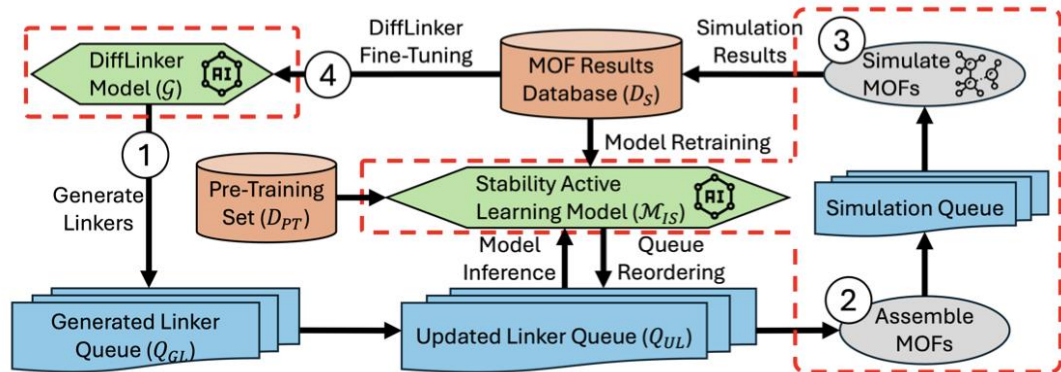 DiffLinker
Model (𝒢)
AI
4
DiffLinker
Fine-Tuning
MOF Results
Database (D_S)
Simulation
Results
3
Simulate
MOFs
1
Generate
Linkers
Pre-Training
Set (D_PT)
Model Retraining
Stability Active
Learning Model (ℳ_IS)
AI
Model
Inference
Queue
Reordering
Simulation Queue
2
Assemble
MOFs
Generated Linker
Queue (Q_GL)
Updated Linker Queue (Q_UL)